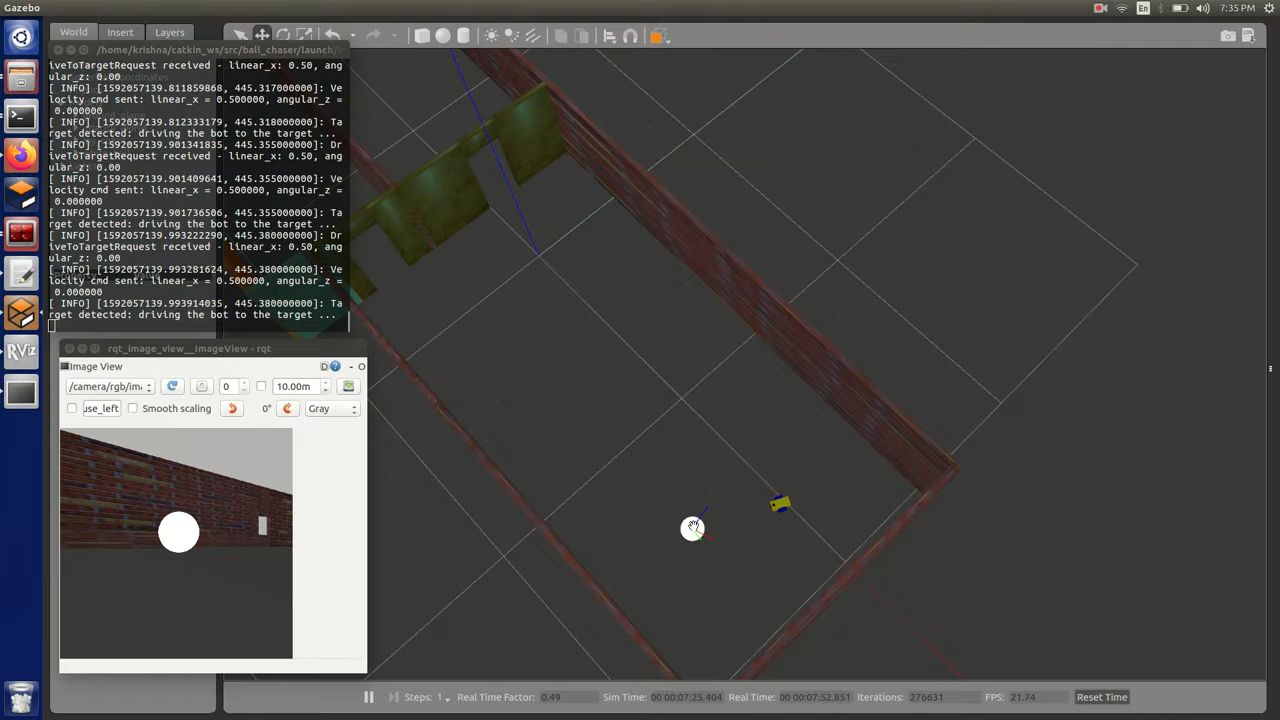 Gazebo
En
7:35 PM
World
Insert
Layers
/home/krishna/catkin_ws/src/ball_chaser/launch/
iveToTargetRequest received - linear_x: 0.50, ang
ular_z: 0.00
[ INFO] [1592057139.811859868, 445.317000000]: Ve
locity cmd sent: linear_x = 0.500000, angular_z =
0.000000
[ INFO] [1592057139.812333179, 445.318000000]: Ta
rget detected: driving the bot to the target ...
[ INFO] [1592057139.901341835, 445.355000000]: Dr
iveToTargetRequest received - linear_x: 0.50, ang
ular_z: 0.00
[ INFO] [1592057139.901409641, 445.355000000]: Ve
locity cmd sent: linear_x = 0.500000, angular_z =
0.000000
[ INFO] [1592057139.901736506, 445.355000000]: Ta
rget detected: driving the bot to the target ...
[ INFO] [1592057139.993222290, 445.380000000]: Dr
iveToTargetRequest received - linear_x: 0.50, ang
ular_z: 0.00
[ INFO] [1592057139.993281624, 445.380000000]: Ve
locity cmd sent: linear_x = 0.500000, angular_z =
0.000000
[ INFO] [1592057139.993914035, 445.380000000]: Ta
rget detected: driving the bot to the target ...
RViz
rqt_image_view__ImageView - rqt
Image View
D
- O
/camera/rgb/ima
0
10.00m
use_left
Smooth scaling
0°
Gray
Steps: 1
Real Time Factor: 0.49
Sim Time: 00 00:07:25.404
Real Time: 00 00:07:52.851
Iterations: 276631
FPS: 21.74
Reset Time